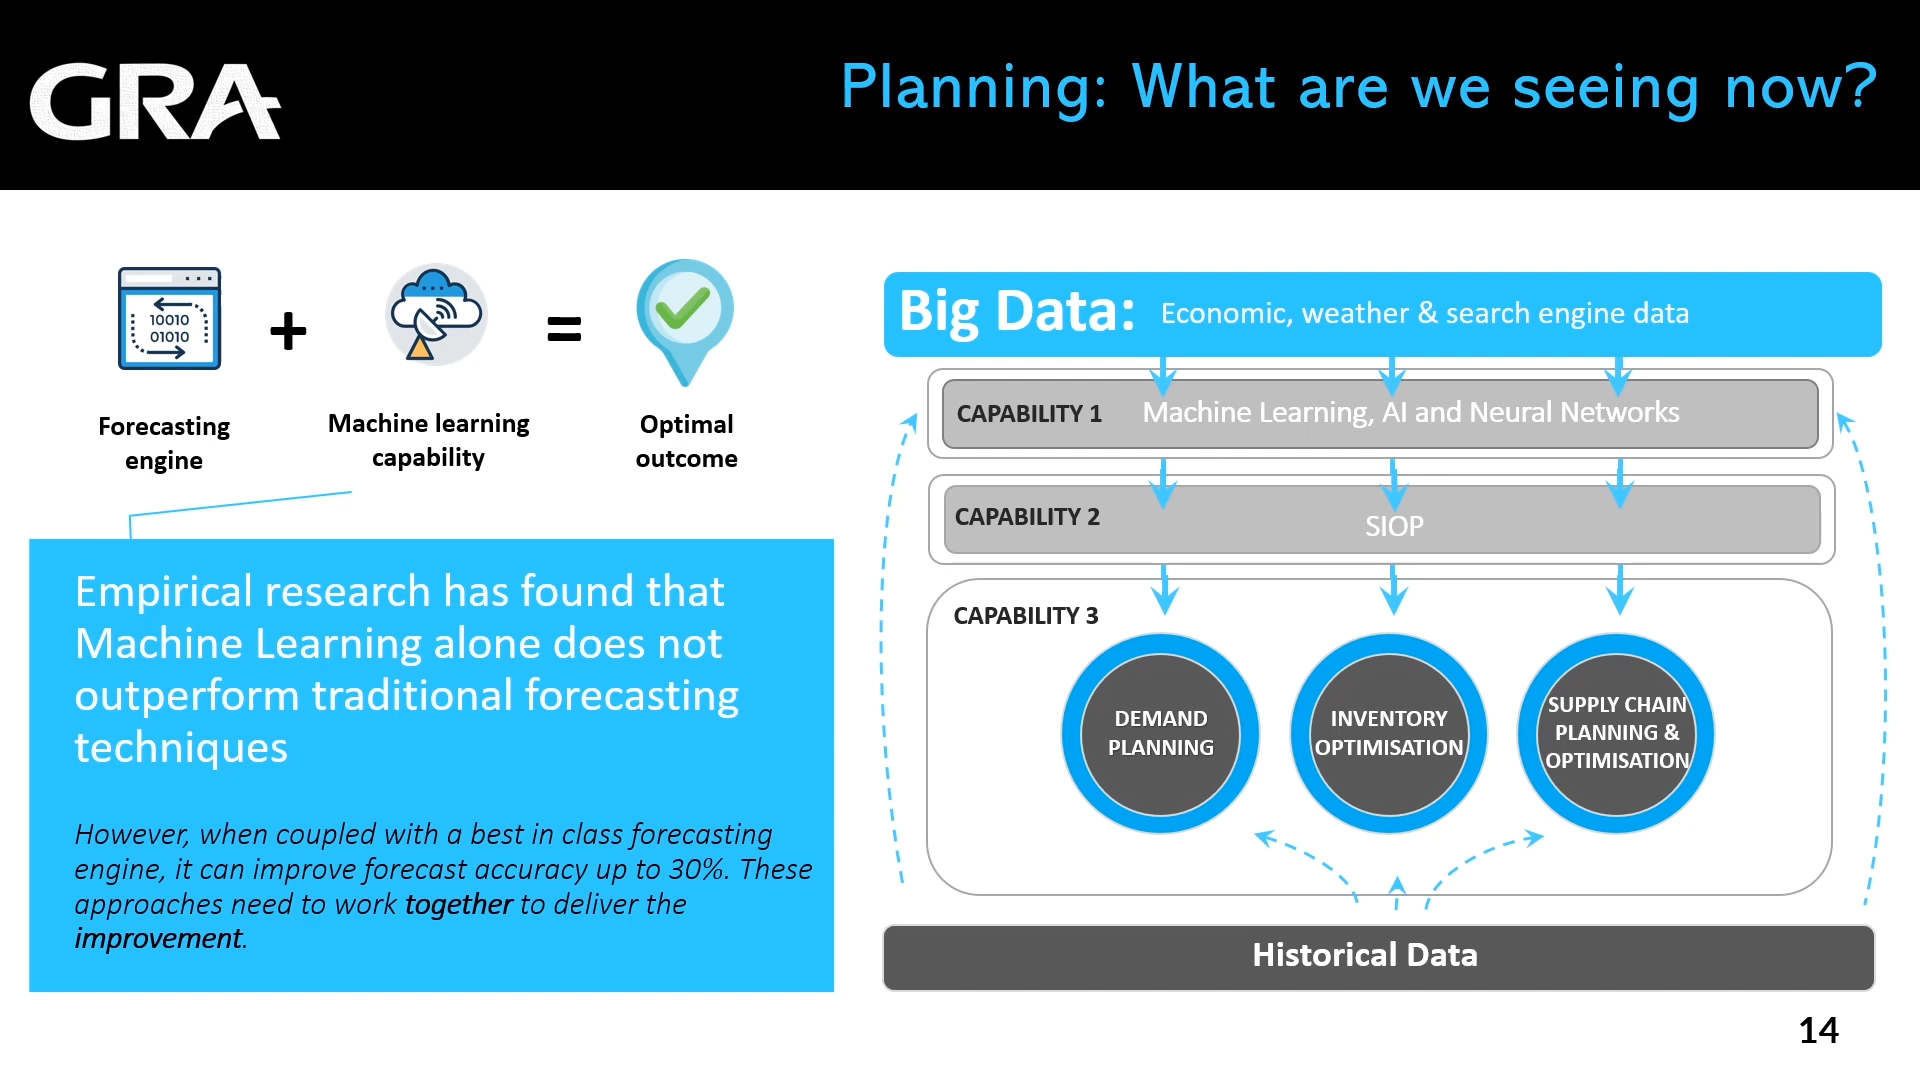 GRA
Planning: What are we seeing now?
10010
01010
+
=
Forecasting
engine
Machine learning
capability
Optimal
outcome
Empirical research has found that
Machine Learning alone does not
outperform traditional forecasting
techniques
However, when coupled with a best in class forecasting
engine, it can improve forecast accuracy up to 30%. These
approaches need to work together to deliver the
improvement.
Big Data: Economic, weather & search engine data
CAPABILITY 1 Machine Learning, AI and Neural Networks
CAPABILITY 2 SIOP
CAPABILITY 3
DEMAND
PLANNING
INVENTORY
OPTIMISATION
SUPPLY CHAIN
PLANNING &
OPTIMISATION
Historical Data
14